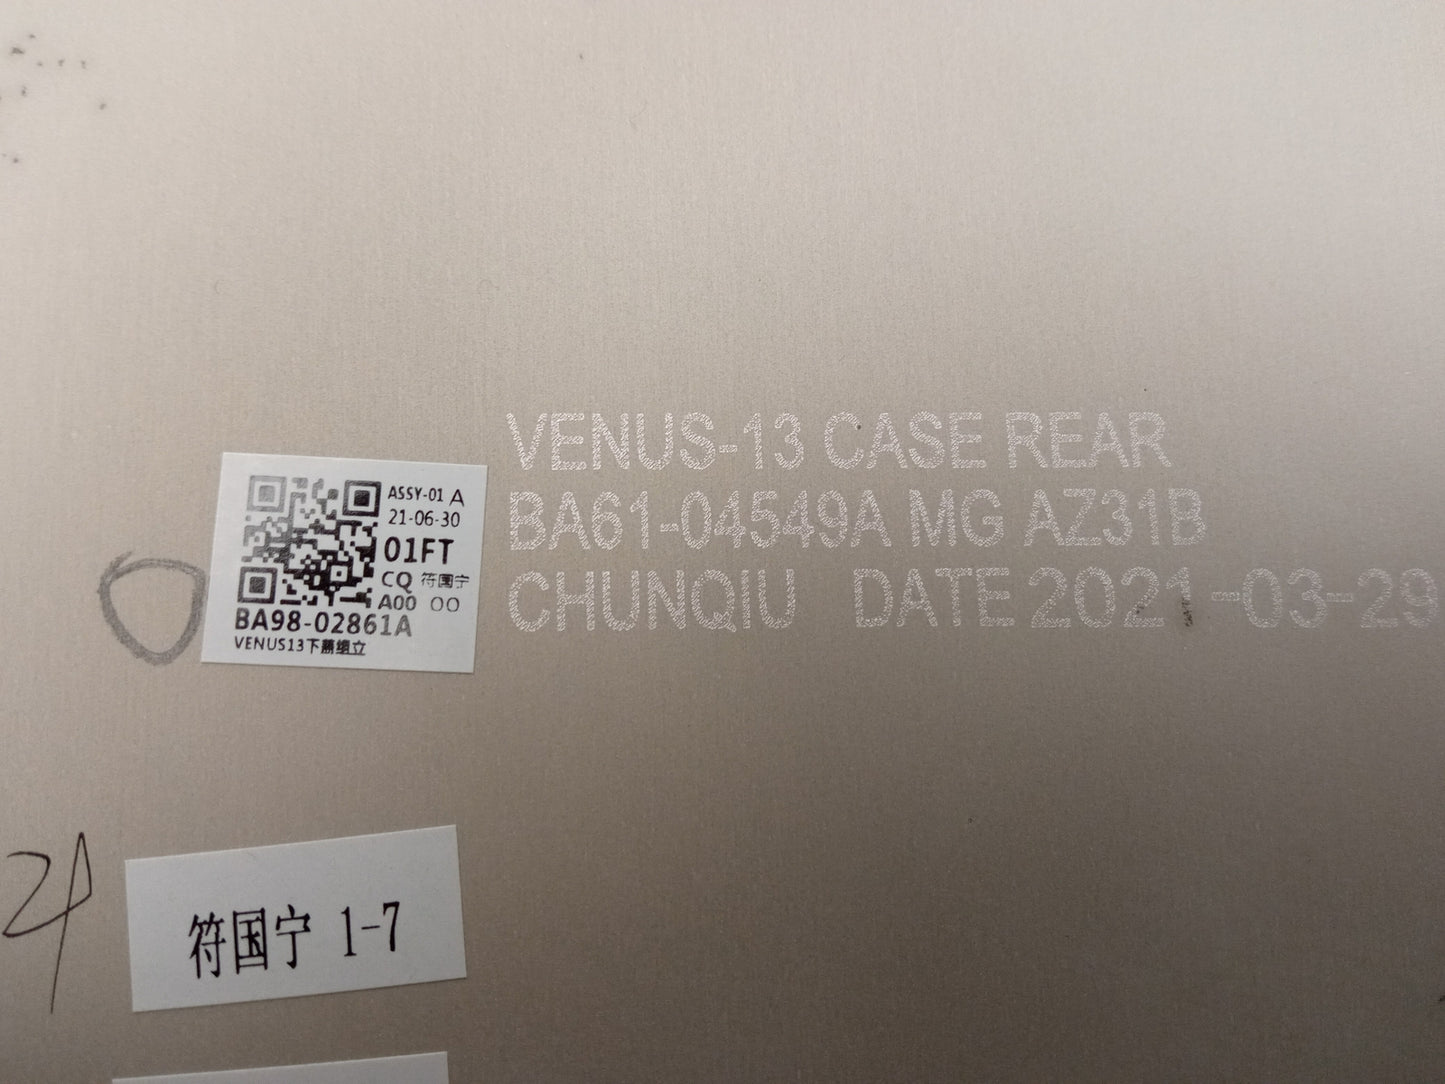 VENUS-13 CASE REAR
BA61-04549A MG AZ31B
CHUNQIU DATE 2021-03-29
ASSY-01 A
21-06-30
01FT
CQ 符国宁
A00 OO
BA98-02861A
VENUS13下盖组立
符国宁 1-7